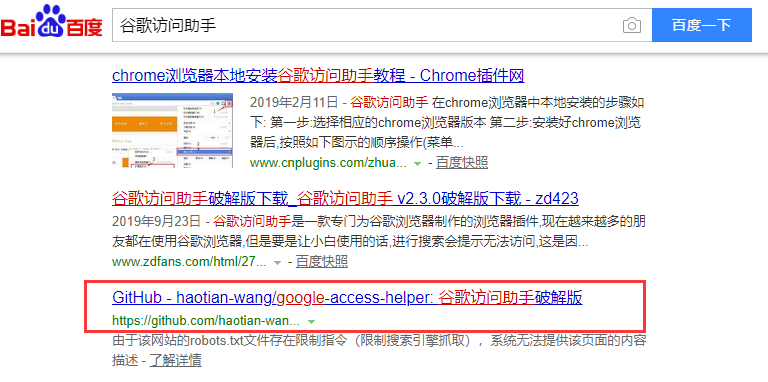 Bai du 百度 谷歌访问助手 百度一下
chrome浏览器本地安装谷歌访问助手教程 - Chrome插件网
2019年2月11日 - 谷歌访问助手 在chrome浏览器中本地安装的步骤如
下: 第一步:选择相应的chrome浏览器版本 第二步:安装好chrome浏览
器后,按照如下图示的顺序操作(菜单...
www.cnplugins.com/zhua... - 百度快照
谷歌访问助手破解版下载_谷歌访问助手 v2.3.0破解版下载 - zd423
2019年9月23日 - 谷歌访问助手是一款专门为谷歌浏览器制作的浏览器插件,现在越来越多的朋
友都在使用谷歌浏览器,但是要是让小白使用的话,进行搜索会提示无法访问,这是因...
www.zdfans.com/html/27... - 百度快照
GitHub - haotian-wang/google-access-helper: 谷歌访问助手破解版
https://github.com/haotian-wan...
由于该网站的robots.txt文件存在限制指令（限制搜索引擎抓取），系统无法提供该页面的内容
描述 - 了解详情